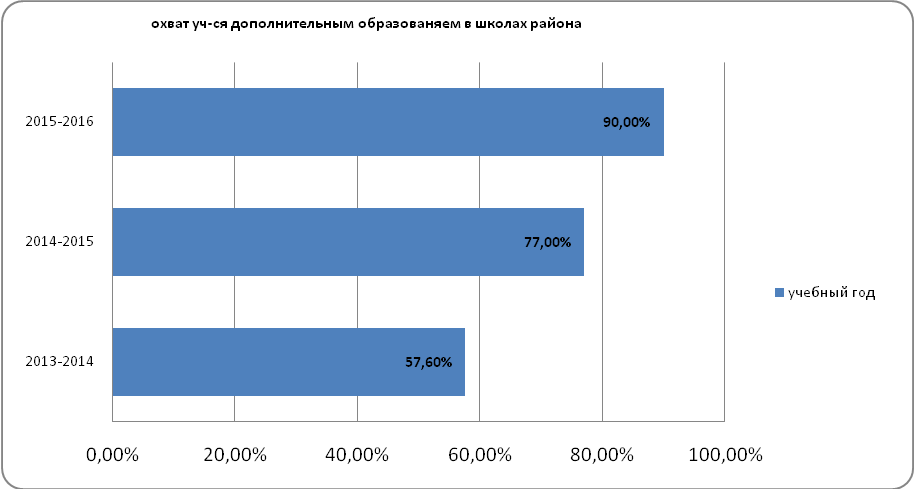 охват уч-ся дополнительным образованяем в школах района
2015-2016
90,00%
2014-2015
77,00%
учебный год
2013-2014
57,60%
0,00% 20,00% 40,00% 60,00% 80,00% 100,00%